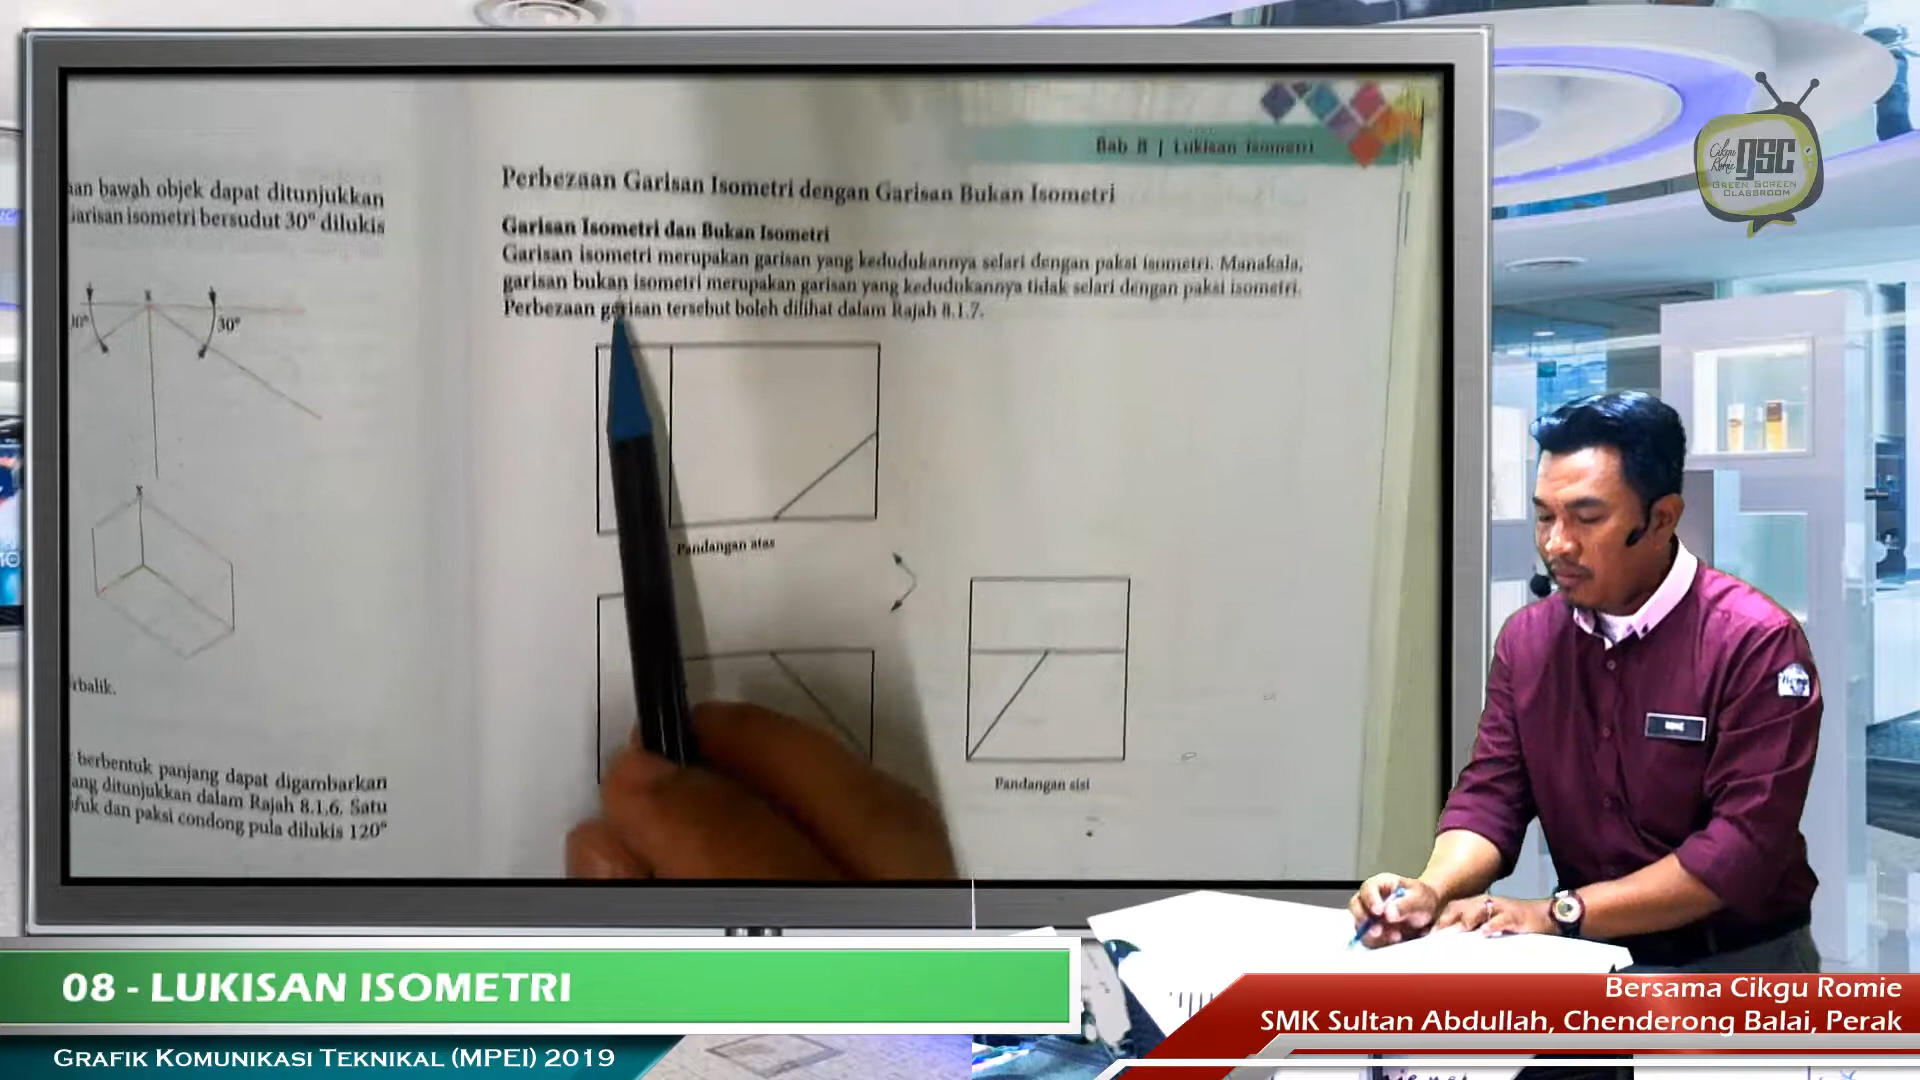 Bab 8 | Lukisan Isometri
aan bawah objek dapat ditunjukkan
Garisan isometri bersudut 30° dilukis
30°
30°
rbalik.
berbentuk panjang dapat digambarkan
ang ditunjukkan dalam Rajah 8.1.6. Satu
dan paksi condong pula dilukis 120°
Perbezaan Garisan Isometri dengan Garisan Bukan Isometri
Garisan Isometri dan Bukan Isometri
Garisan isometri merupakan garisan yang kedudukannya selari dengan paksi isometri. Manakala,
garisan bukan isometri merupakan garisan yang kedudukannya tidak selari dengan paksi isometri.
Perbezaan garisan tersebut boleh dilihat dalam Rajah 8.1.7.
Pandangan atas
Pandangan sisi
Cikgu Romie GSC
GREEN SCREEN
CLASSROOM
08 - LUKISAN ISOMETRI
GRAFIK KOMUNIKASI TEKNIKAL (MPEI) 2019
Bersama Cikgu Romie
SMK Sultan Abdullah, Chenderong Balai, Perak